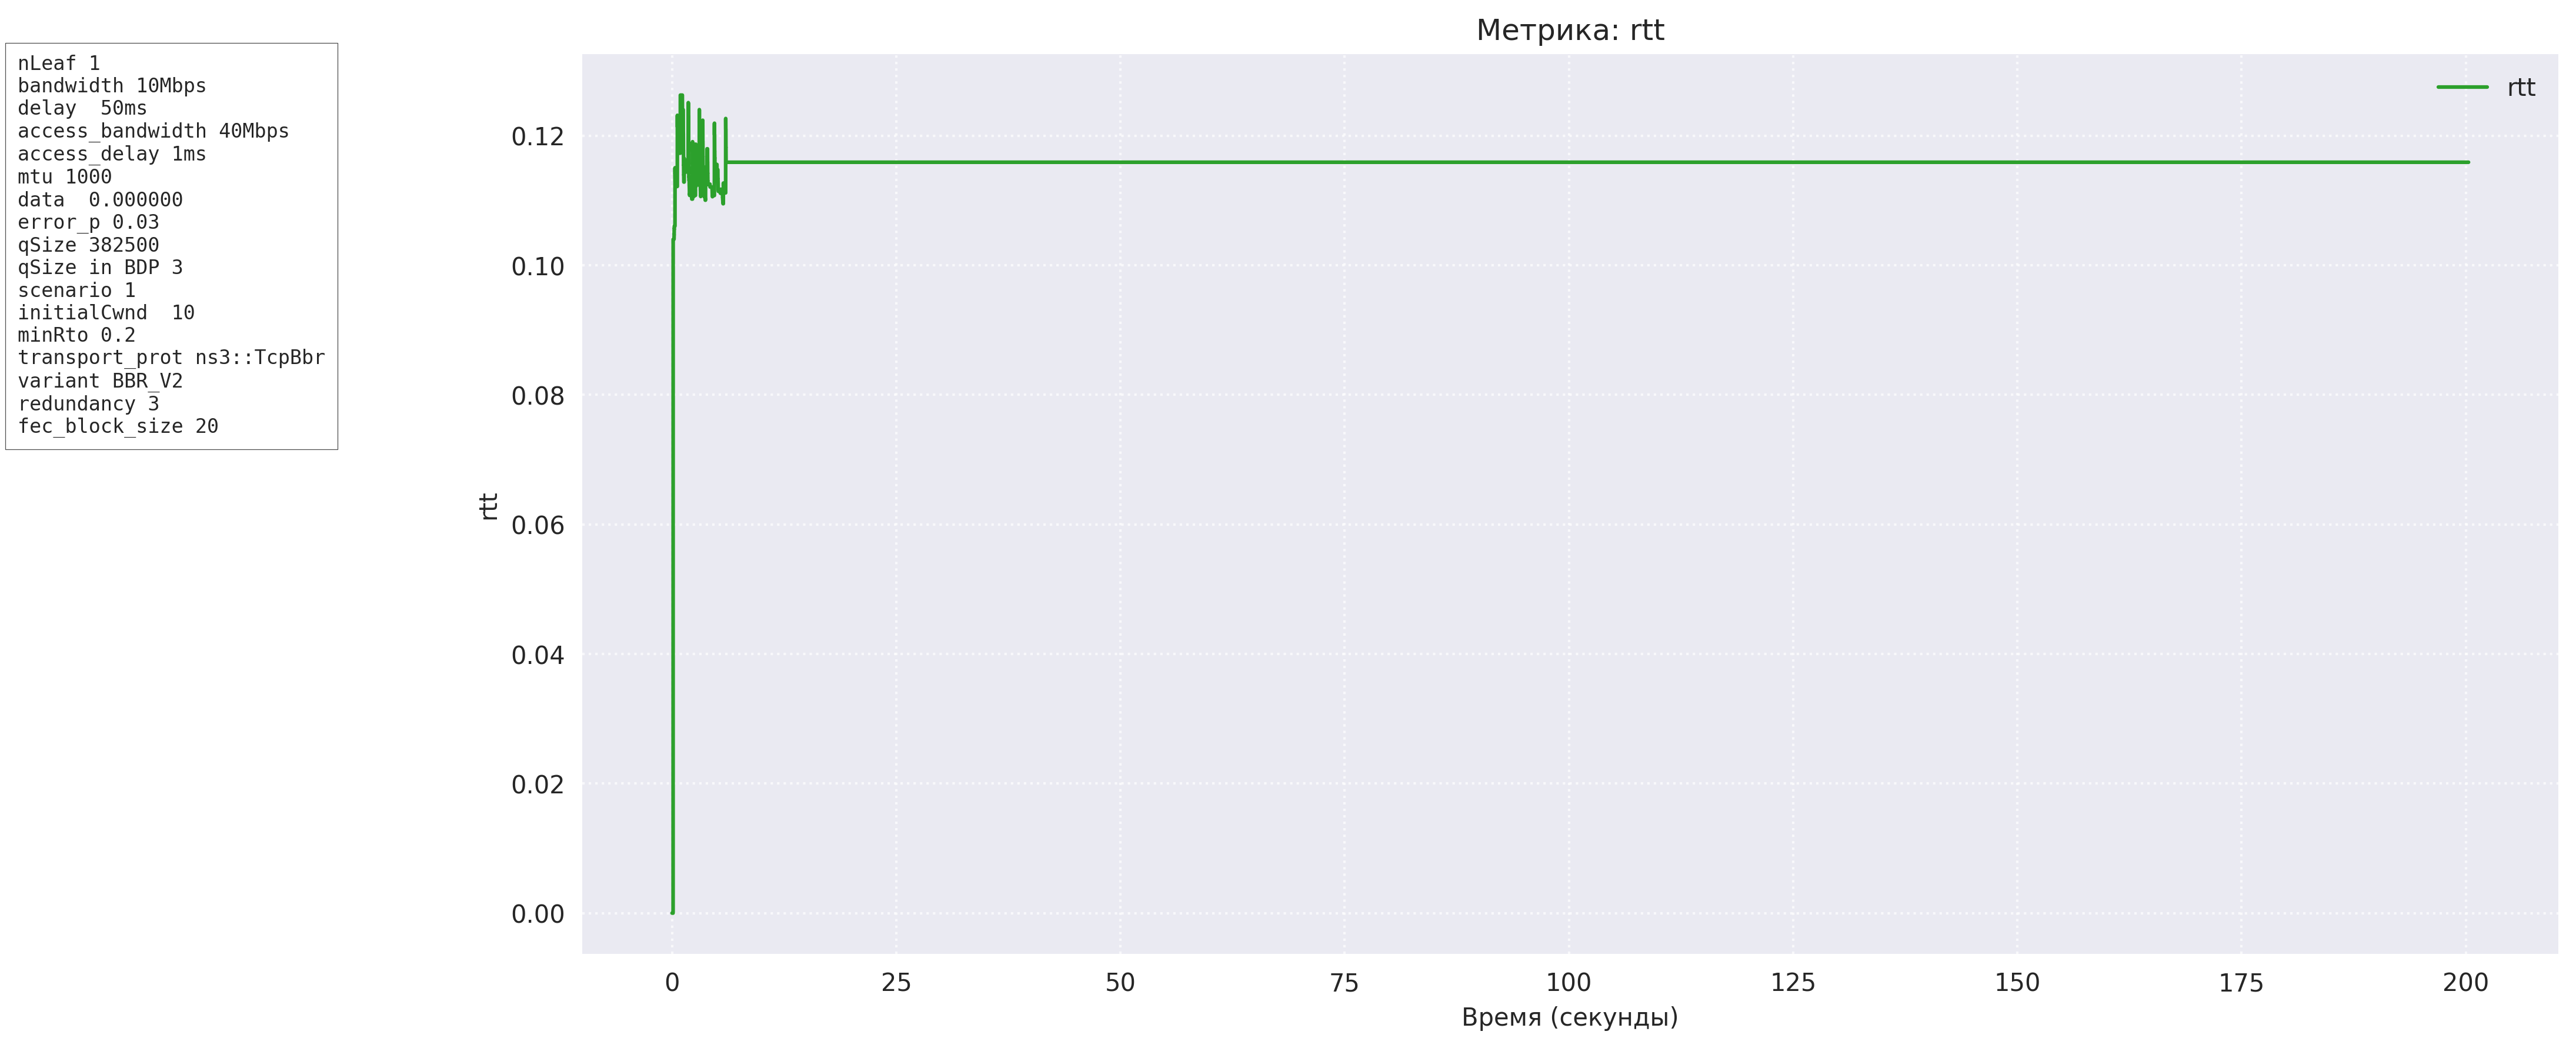 Метрика: rtt
nLeaf 1
bandwidth 10Mbps
delay  50ms
access_bandwidth 40Mbps
access_delay 1ms
mtu 1000
data  0.000000
error_p 0.03
qSize 382500
qSize in BDP 3
scenario 1
initialCwnd  10
minRto 0.2
transport_prot ns3::TcpBbr
variant BBR_V2
redundancy 3
fec_block_size 20
rtt
rtt
0.12
0.10
0.08
0.06
0.04
0.02
0.00
0 25 50 75 100 125 150 175 200
Время (секунды)